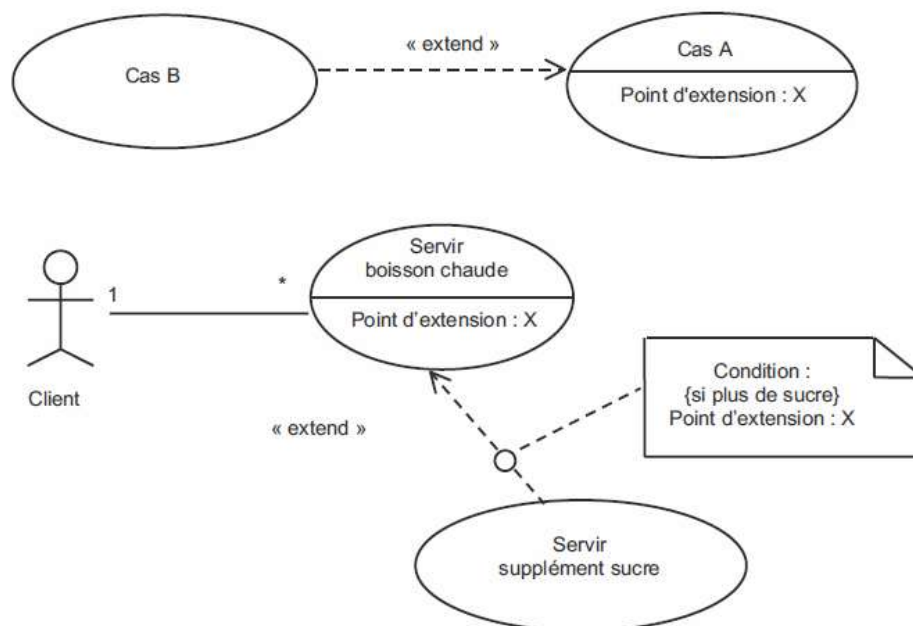 « extend »
Cas B
Cas A
Point d'extension : X
Servir
boisson chaude
Point d'extension : X
1
*
Client
« extend »
Condition :
{si plus de sucre}
Point d'extension : X
Servir
supplément sucre